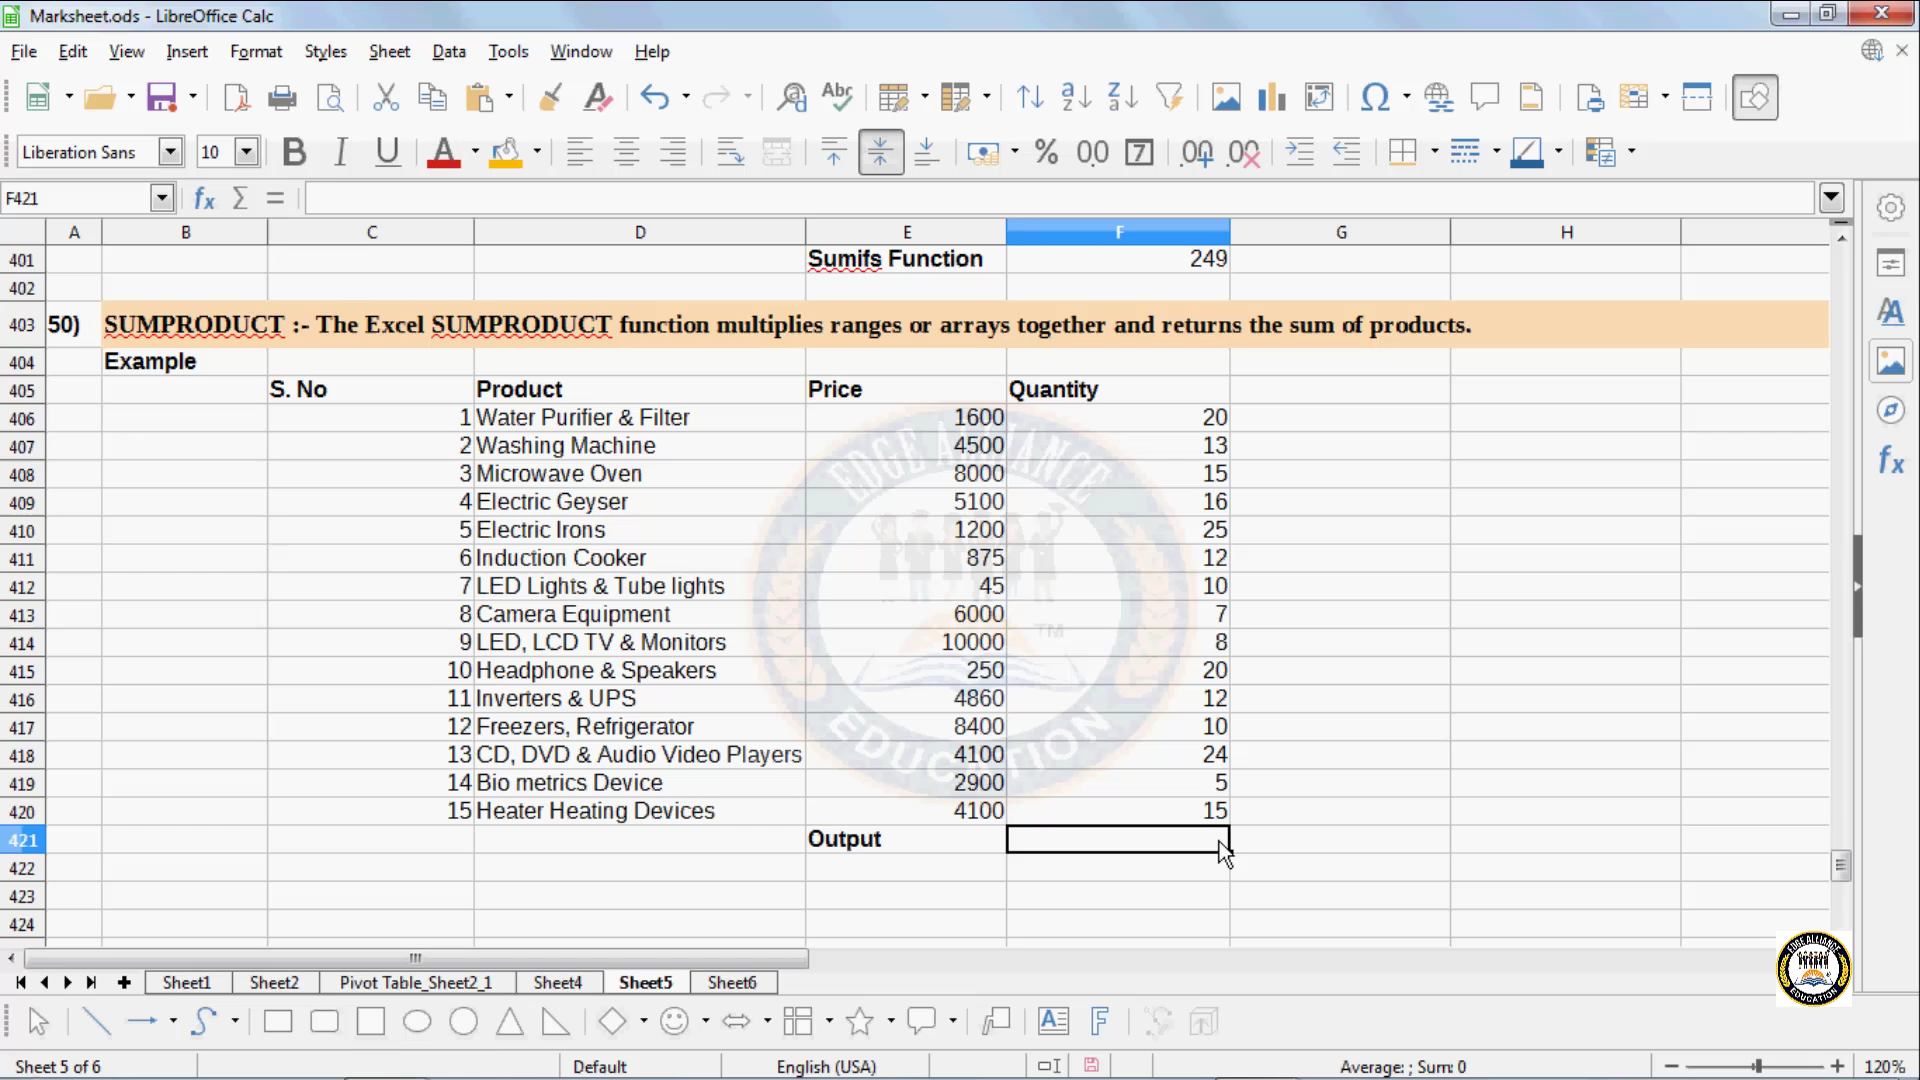 Marksheet.ods - LibreOffice Calc
File Edit View Insert Format Styles Sheet Data Tools Window Help
Liberation Sans 10
F421
A B C D E F G H
401 Sumifs Function 249
402
403 50) SUMPRODUCT :- The Excel SUMPRODUCT function multiplies ranges or arrays together and returns the sum of products.
404 Example
405 S. No Product Price Quantity
406 1 Water Purifier & Filter 1600 20
407 2 Washing Machine 4500 13
408 3 Microwave Oven 8000 15
409 4 Electric Geyser 5100 16
410 5 Electric Irons 1200 25
411 6 Induction Cooker 875 12
412 7 LED Lights & Tube lights 45 10
413 8 Camera Equipment 6000 7
414 9 LED, LCD TV & Monitors 10000 8
415 10 Headphone & Speakers 250 20
416 11 Inverters & UPS 4860 12
417 12 Freezers, Refrigerator 8400 10
418 13 CD, DVD & Audio Video Players 4100 24
419 14 Bio metrics Device 2900 5
420 15 Heater Heating Devices 4100 15
421 Output
422
423
424
EDGE ALLIANCE
TM
EDUCATION
EDGE ALLIANCE
EDUCATION
Sheet1 Sheet2 Pivot Table_Sheet2_1 Sheet4 Sheet5 Sheet6
Sheet 5 of 6 Default English (USA) Average: ; Sum: 0 120%